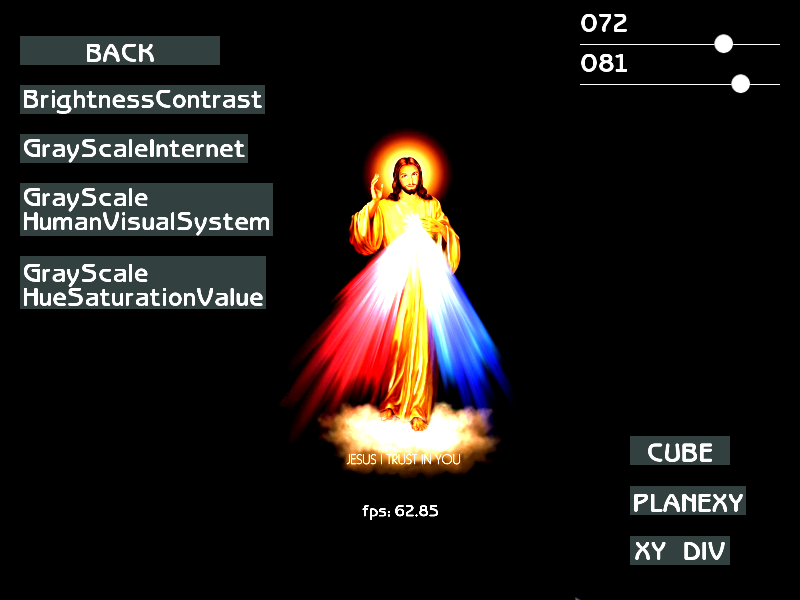 072
081
BACK
BrightnessContrast
GrayScaleInternet
GrayScale
HumanVisualSystem
GrayScale
HueSaturationValue
JESUS I TRUST IN YOU
fps: 62.85
CUBE
PLANEXY
XY DIV